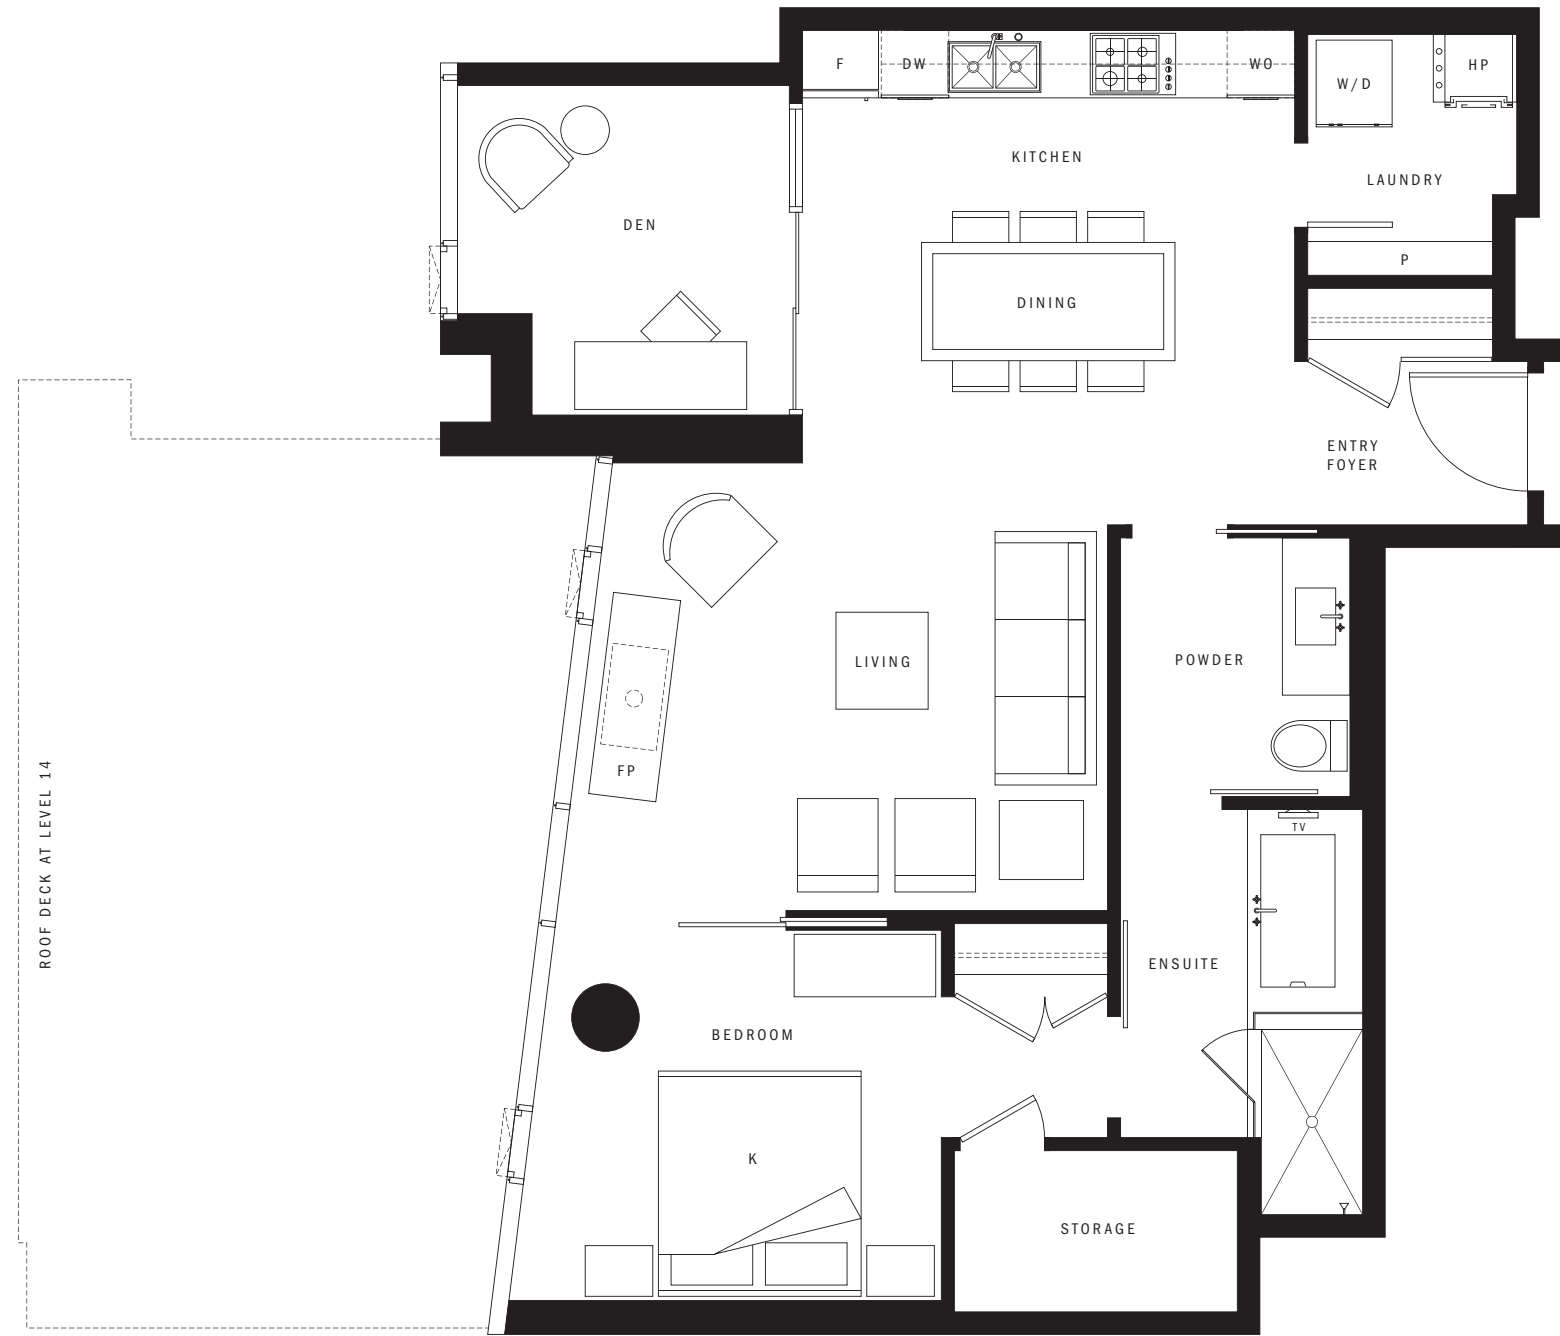 F
DW
WO
W/D
HP
KITCHEN
LAUNDRY
DEN
P
DINING
ENTRY
FOYER
LIVING
POWDER
FP
TV
ROOF DECK AT LEVEL 14
ENSUITE
BEDROOM
K
STORAGE